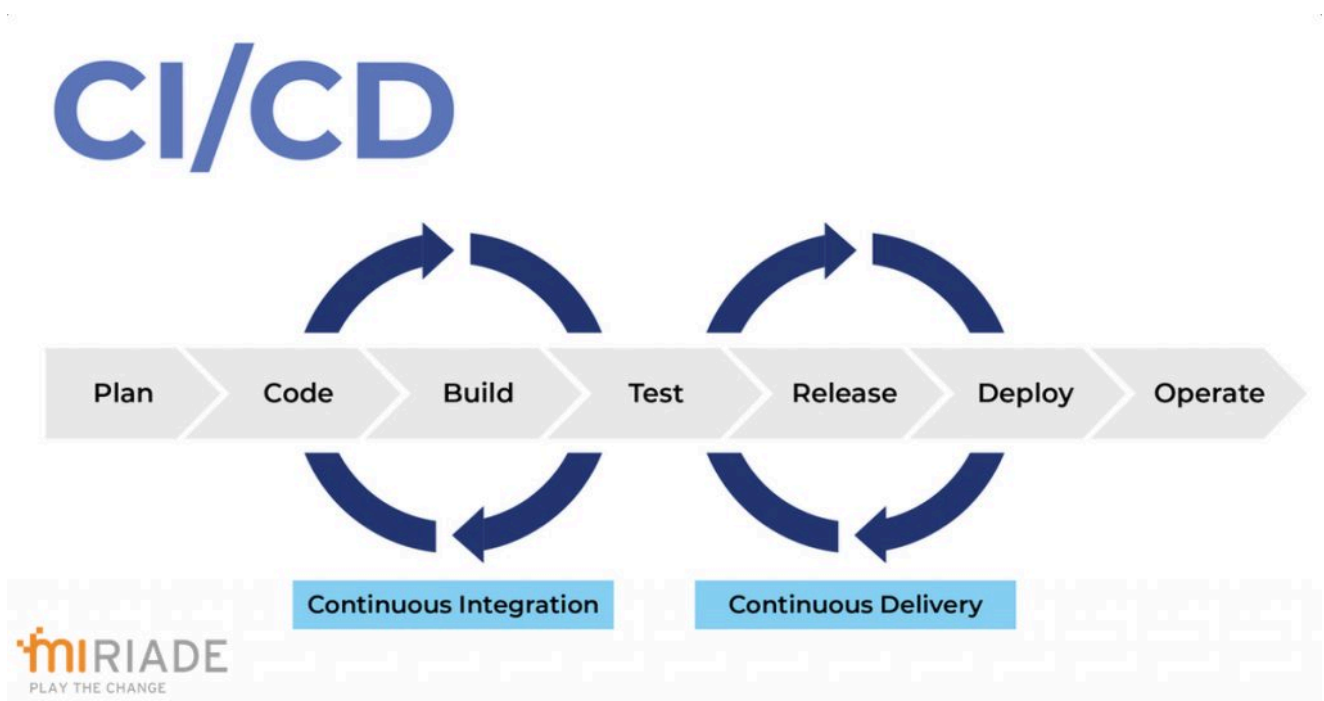 CI/CD
Plan Code Build Test Release Deploy Operate
Continuous Integration Continuous Delivery
miRIADE
PLAY THE CHANGE